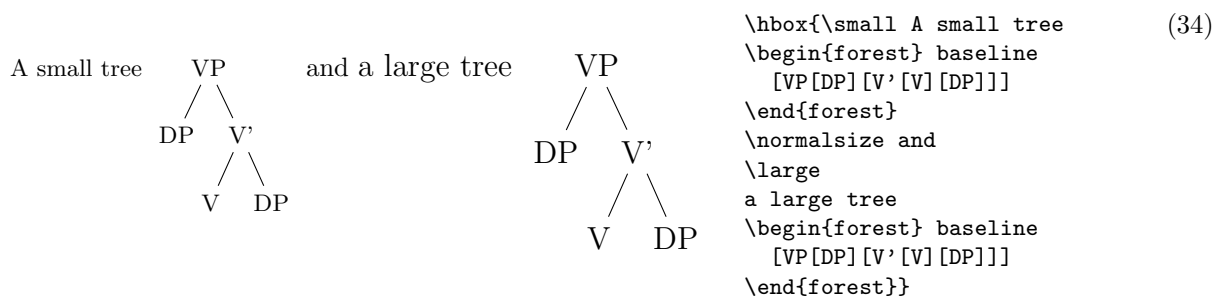 A small tree VP and a large tree VP
DP V'
DP V'
V DP
V DP
\hbox{\small A small tree (34)
\begin{forest} baseline
[VP[DP][V'[V][DP]]]
\end{forest}
\normalsize and
\large
a large tree
\begin{forest} baseline
[VP[DP][V'[V][DP]]]
\end{forest}}